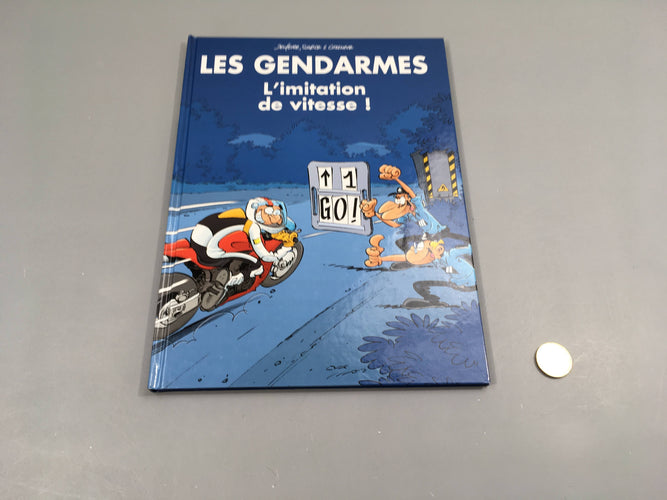 LES GENDARMES
L'imitation
de vitesse !
↑ 1
GO!